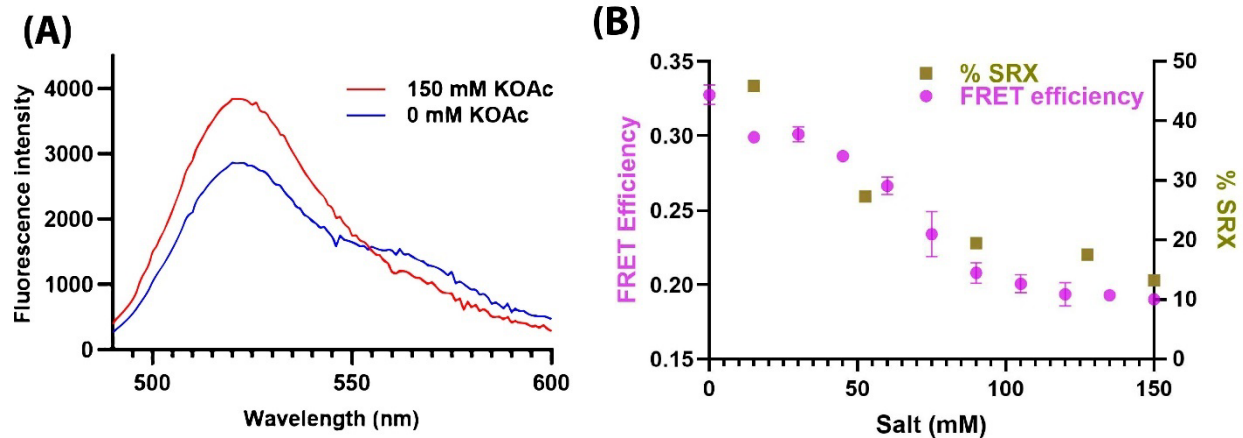 (A)
Fluorescence intensity
4000
3000
2000
1000
0
150 mM KOAc
0 mM KOAc
500
550
600
Wavelength (nm)
(B)
FRET Efficiency
0.35
0.30
0.25
0.20
0.15
% SRX
FRET efficiency
50
40
30
20
10
0
% SRX
0
50
100
150
Salt (mM)